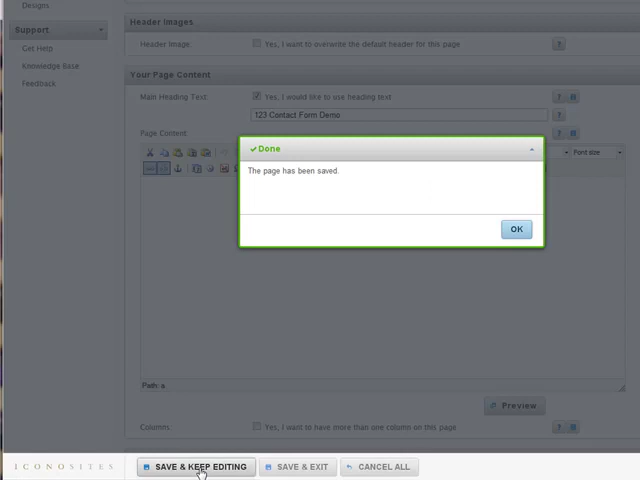 Designs
Support
Get Help
Knowledge Base
Feedback
Header Images
Header Image:
Yes, I want to overwrite the default header for this page
?
Your Page Content
Main Heading Text:
Yes, I would like to use heading text
?
123 Contact Form Demo
?
Page Content:
?
Font size
Done
The page has been saved.
OK
Path: a
Preview
Columns:
Yes, I want to have more than one column on this page
?
ICONOSITES
SAVE & KEEP EDITING
SAVE & EXIT
CANCEL ALL